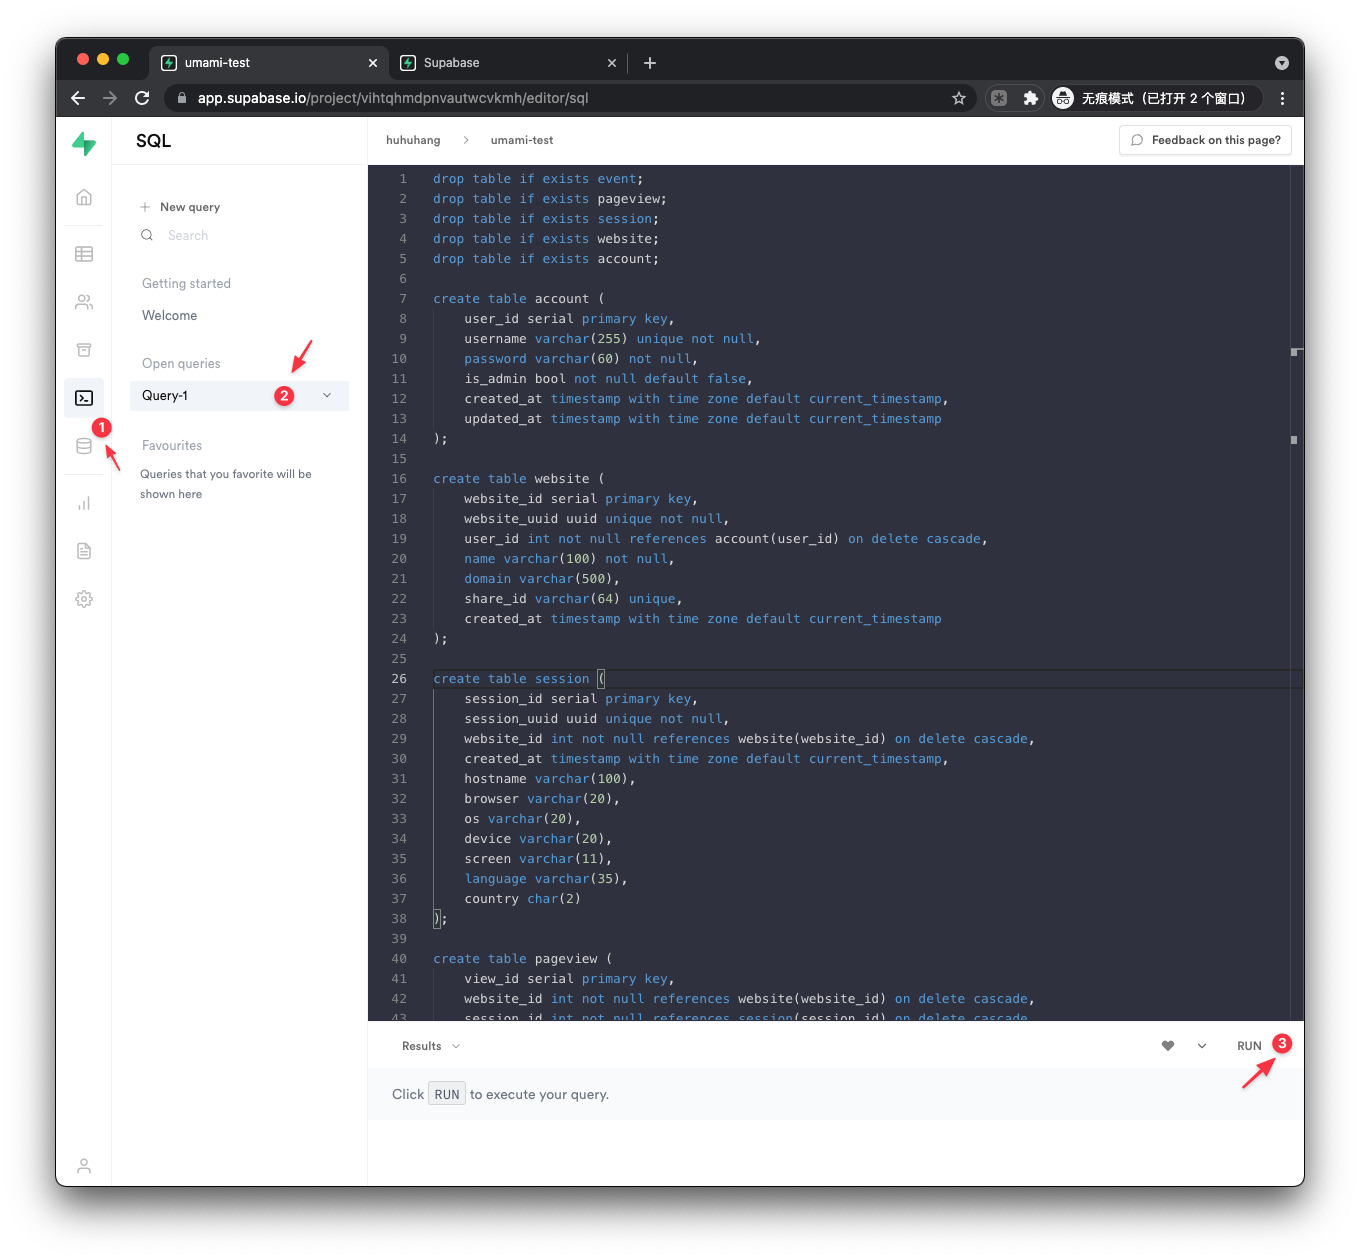 umami-test
Supabase
app.supabase.io/project/vihtqhmdpnvautwcvkmh/editor/sql
无痕模式（已打开 2 个窗口）
SQL
huhuhang
umami-test
Feedback on this page?
New query
Search
Getting started
Welcome
Open queries
Query-1
2
1
Favourites
Queries that you favorite will be
shown here
1 drop table if exists event;
2 drop table if exists pageview;
3 drop table if exists session;
4 drop table if exists website;
5 drop table if exists account;
6
7 create table account (
8     user_id serial primary key,
9     username varchar(255) unique not null,
10     password varchar(60) not null,
11     is_admin bool not null default false,
12     created_at timestamp with time zone default current_timestamp,
13     updated_at timestamp with time zone default current_timestamp
14 );
15
16 create table website (
17     website_id serial primary key,
18     website_uuid uuid unique not null,
19     user_id int not null references account(user_id) on delete cascade,
20     name varchar(100) not null,
21     domain varchar(500),
22     share_id varchar(64) unique,
23     created_at timestamp with time zone default current_timestamp
24 );
25
26 create table session (
27     session_id serial primary key,
28     session_uuid uuid unique not null,
29     website_id int not null references website(website_id) on delete cascade,
30     created_at timestamp with time zone default current_timestamp,
31     hostname varchar(100),
32     browser varchar(20),
33     os varchar(20),
34     device varchar(20),
35     screen varchar(11),
36     language varchar(35),
37     country char(2)
38 );
39
40 create table pageview (
41     view_id serial primary key,
42     website_id int not null references website(website_id) on delete cascade,
43     session_id int not null references session(session_id) on delete cascade
Results
RUN
3
Click RUN to execute your query.